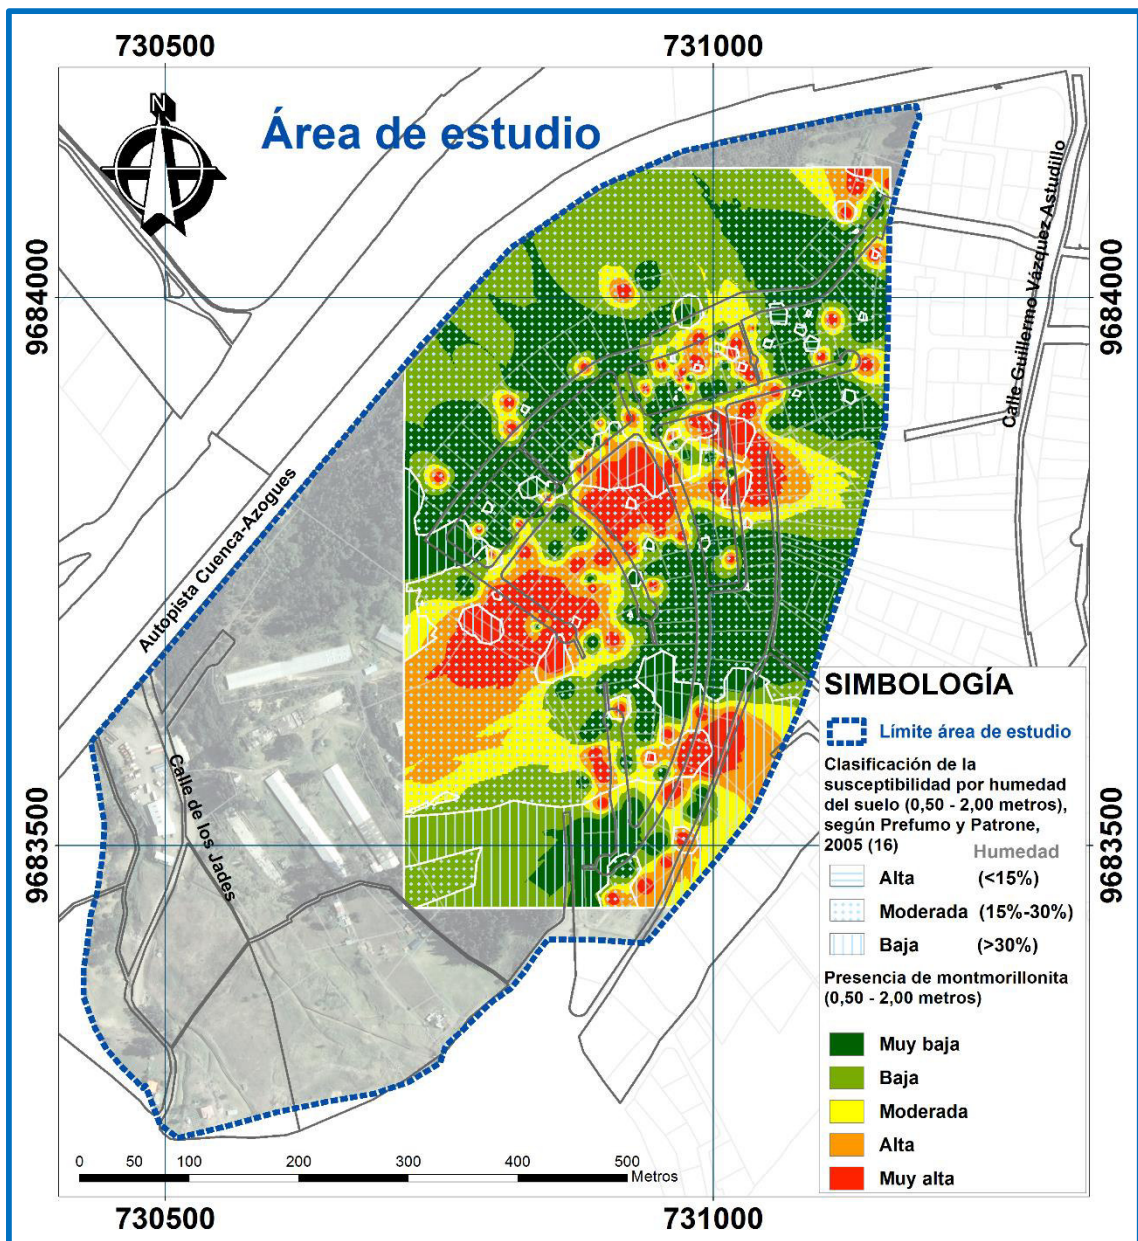 730500
731000
N
Área de estudio
9684000
9684000
Calle Guillermo Vázquez Astudillo
Autopista Cuenca-Azogues
Calle de los Jades
9683500
9683500
SIMBOLOGÍA
Límite área de estudio
Clasificación de la
susceptibilidad por humedad
del suelo (0,50 - 2,00 metros),
según Prefumo y Patrone,
2005 (16)
Humedad
Alta (<15%)
Moderada (15%-30%)
Baja (>30%)
Presencia de montmorillonita
(0,50 - 2,00 metros)
Muy baja
Baja
Moderada
Alta
Muy alta
0 50 100 200 300 400 500
Metros
730500
731000